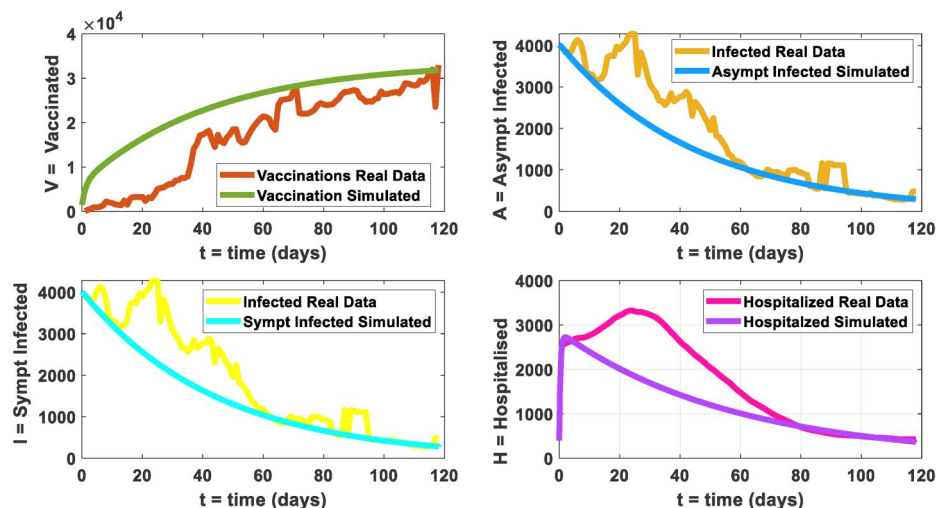 ×10⁴
4
3
2
1
0
V = Vaccinated
Vaccinations Real Data
Vaccination Simulated
0 20 40 60 80 100 120
t = time (days)
4000
3000
2000
1000
0
A = Asympt Infected
Infected Real Data
Asympt Infected Simulated
0 20 40 60 80 100 120
t = time (days)
4000
3000
2000
1000
0
I = Sympt Infected
Infected Real Data
Sympt Infected Simulated
0 20 40 60 80 100 120
t = time (days)
4000
3000
2000
1000
0
H = Hospitalised
Hospitalized Real Data
Hospitalzed Simulated
0 20 40 60 80 100 120
t = time (days)